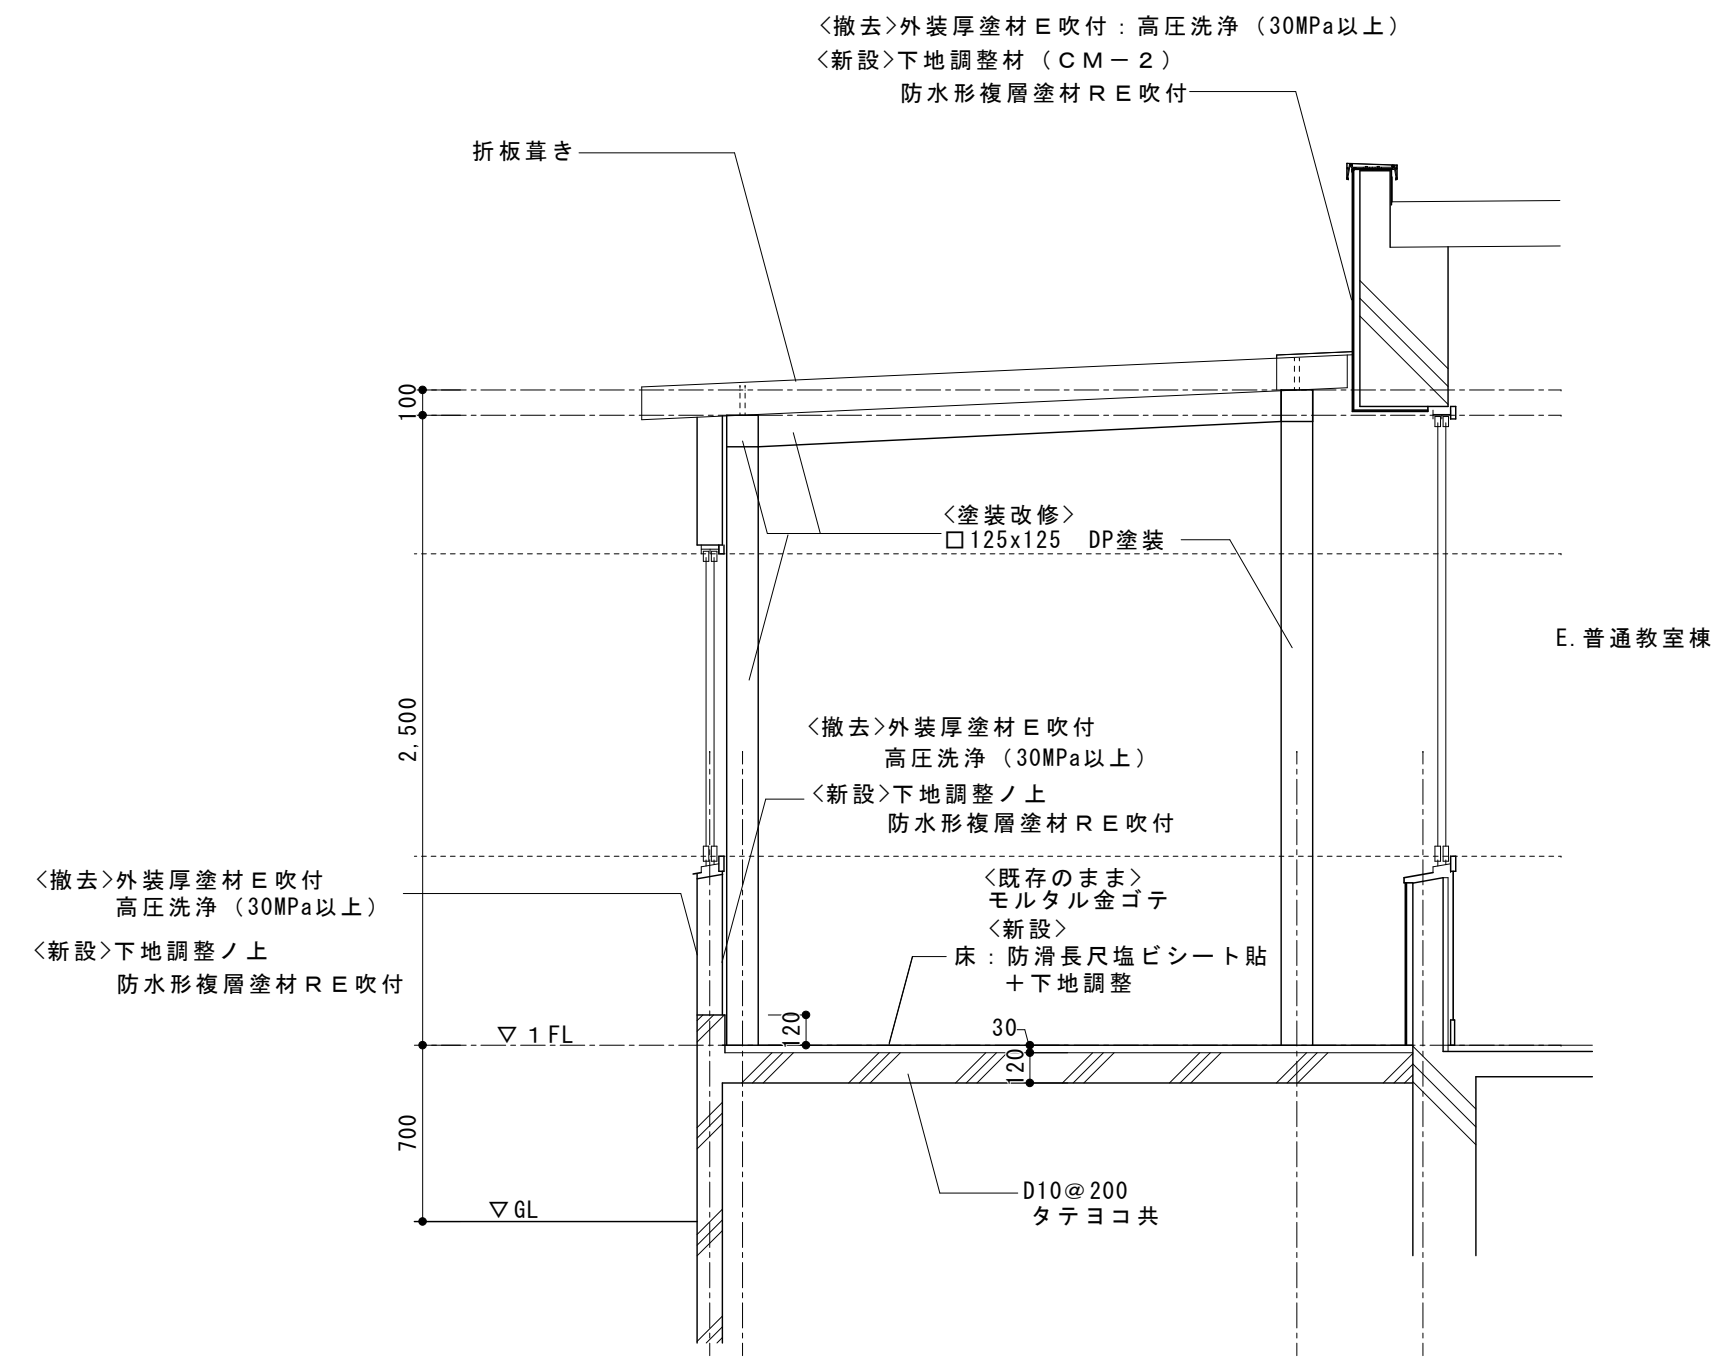 <撤去>外装厚塗材Ｅ吹付：高圧洗浄（30MPa以上）
<新設>下地調整材（ＣＭ－２）
防水形複層塗材ＲＥ吹付
折板葺き
100
<塗装改修>
□125x125　DP塗装
E.普通教室棟
2,500
<撤去>外装厚塗材Ｅ吹付
高圧洗浄（30MPa以上）
<新設>下地調整ノ上
防水形複層塗材ＲＥ吹付
<撤去>外装厚塗材Ｅ吹付
高圧洗浄（30MPa以上）
<新設>下地調整ノ上
防水形複層塗材ＲＥ吹付
<既存のまま>
モルタル金ゴテ
<新設>
床：防滑長尺塩ビシート貼
＋下地調整
▽１FL
120
30
120
700
▽GL
D10＠200
タテヨコ共